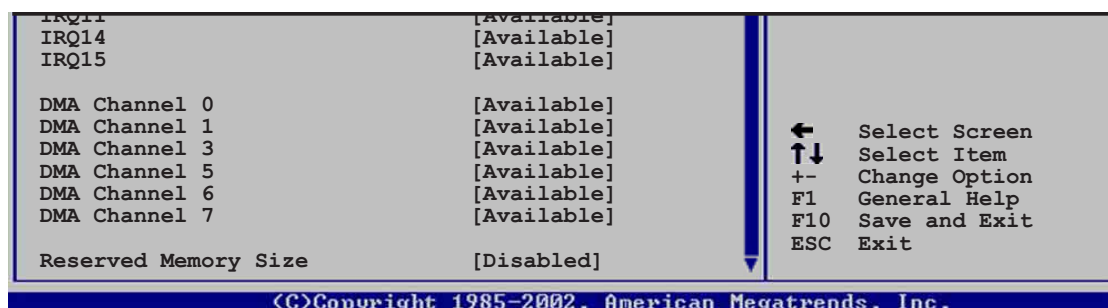 IRQ11 [Available]
IRQ14 [Available]
IRQ15 [Available]
DMA Channel 0 [Available]
DMA Channel 1 [Available]
DMA Channel 3 [Available]
DMA Channel 5 [Available]
DMA Channel 6 [Available]
DMA Channel 7 [Available]
Reserved Memory Size [Disabled]
← Select Screen
↑↓ Select Item
+- Change Option
F1 General Help
F10 Save and Exit
ESC Exit
(C)Copyright 1985-2002, American Megatrends, Inc.